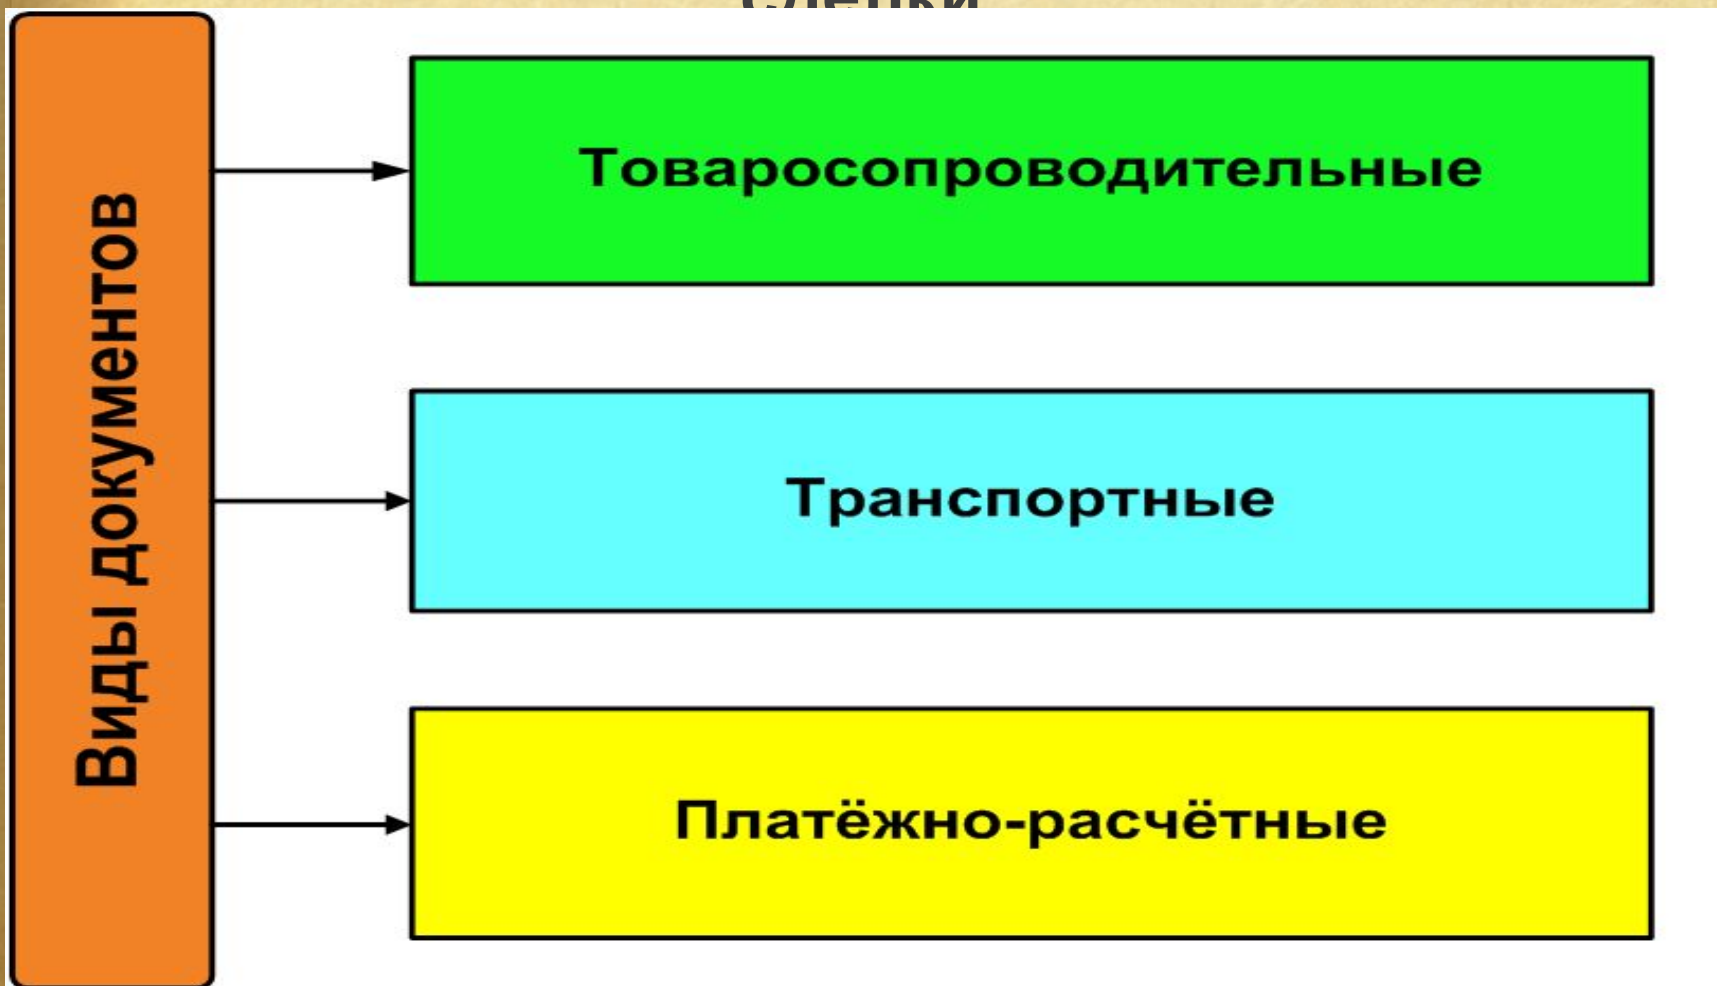 Виды документов
Товаросопроводительные
Транспортные
Платёжно-расчётные